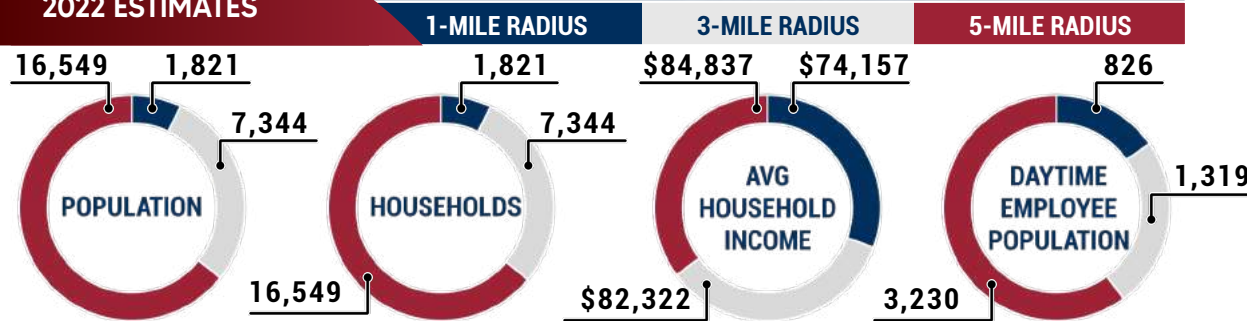 2022 ESTIMATES
1-MILE RADIUS
3-MILE RADIUS
5-MILE RADIUS
16,549
1,821
7,344
POPULATION
1,821
7,344
HOUSEHOLDS
16,549
$84,837
$74,157
AVG
HOUSEHOLD
INCOME
$82,322
826
1,319
DAYTIME
EMPLOYEE
POPULATION
3,230